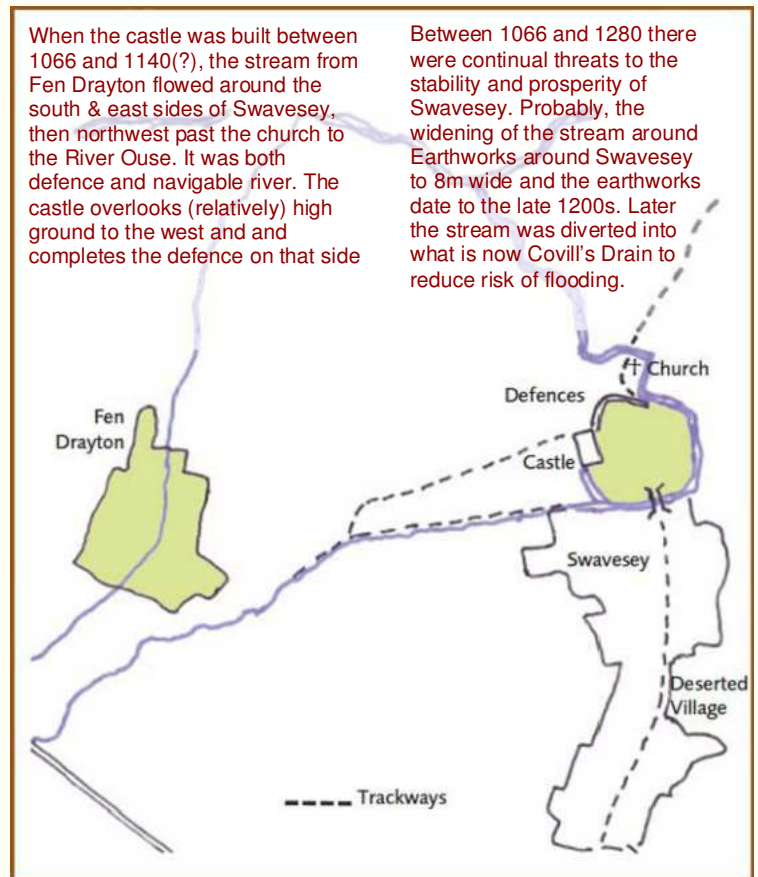 When the castle was built between
1066 and 1140(?), the stream from
Fen Drayton flowed around the
south & east sides of Swavesey,
then northwest past the church to
the River Ouse. It was both
defence and navigable river. The
castle overlooks (relatively) high
ground to the west and and
completes the defence on that side
Between 1066 and 1280 there
were continual threats to the
stability and prosperity of
Swavesey. Probably, the
widening of the stream around
Earthworks around Swavesey
to 8m wide and the earthworks
date to the late 1200s. Later
the stream was diverted into
what is now Covill's Drain to
reduce risk of flooding.
Church
Defences
Fen
Drayton
Castle
Swavesey
Deserted
Village
Trackways